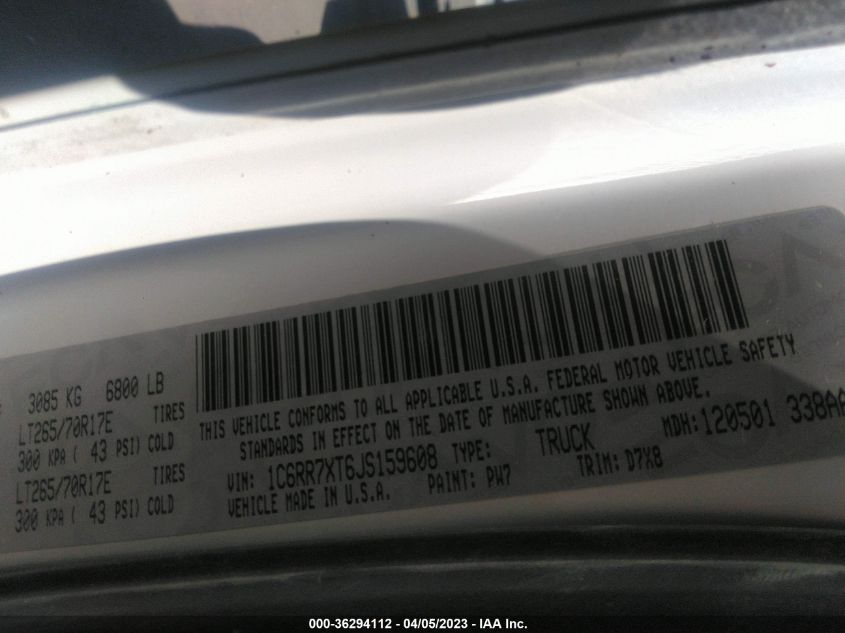 3085 KG 6800 LB
LT265/70R17E TIRES
300 KPA ( 43 PSI) COLD
LT265/70R17E TIRES
300 KPA ( 43 PSI) COLD
THIS VEHICLE CONFORMS TO ALL APPLICABLE U.S.A. FEDERAL MOTOR VEHICLE SAFETY
STANDARDS IN EFFECT ON THE DATE OF MANUFACTURE SHOWN ABOVE.
VIN: 1C6RR7XT6JS159608 TYPE: TRUCK MDH: 120501 338AA
VEHICLE MADE IN U.S.A. PAINT: PW7 TRIM: D7X8
000-36294112 - 04/05/2023 - IAA Inc.